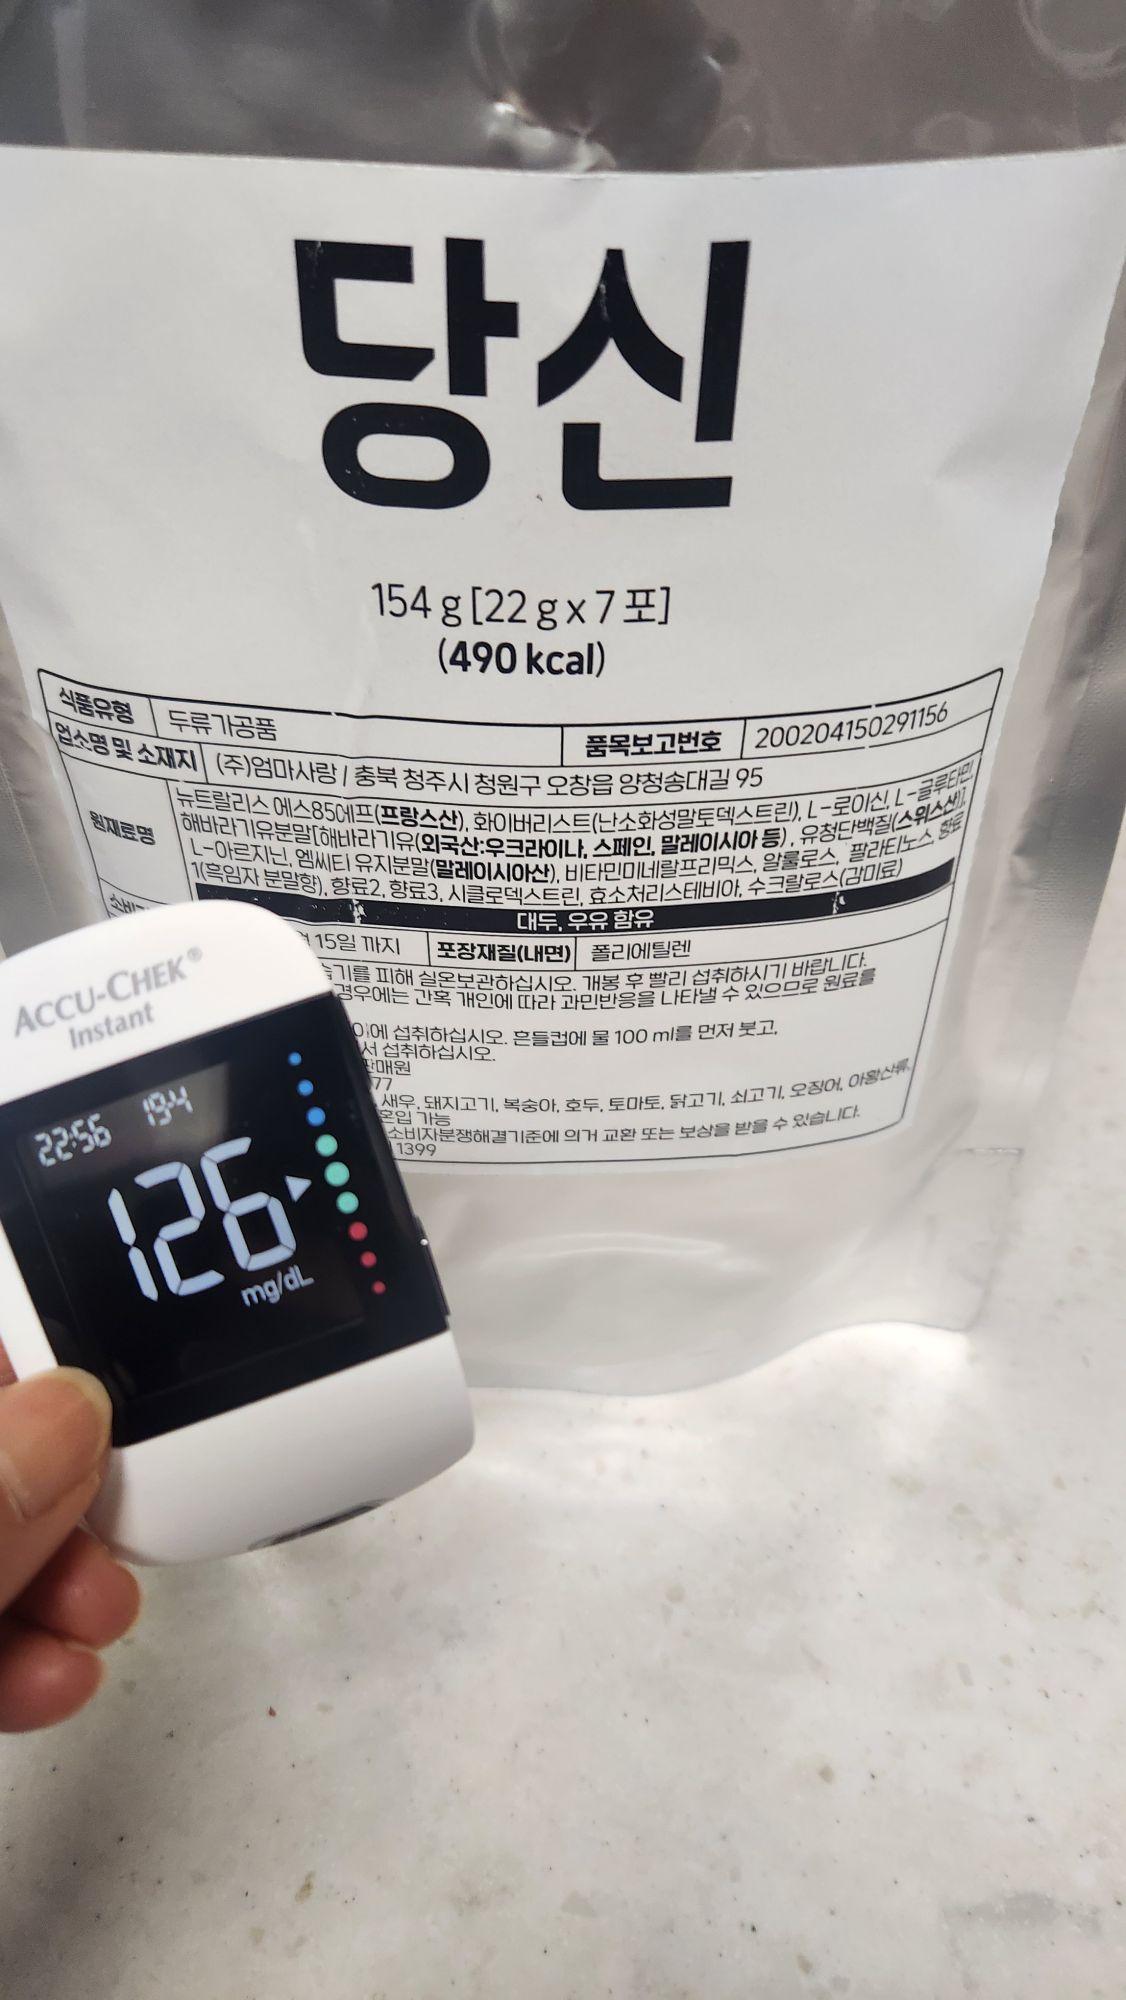 당신
154 g [22 g x 7 포]
(490 kcal)
식품유형 두류가공품 품목보고번호 200204150291156
업소명 및 소재지 (주)엄마사랑 / 충북 청주시 청원구 오창읍 양청송대길 95
원재료명 뉴트랄리스 에스85에프(프랑스산), 화이버리스트(난소화성말토덱스트린), L-로이신, L-글루타민,
해바라기유분말[해바라기유(외국산:우크라이나, 스페인, 말레이시아 등), 유청단백질(스위스산)],
L-아르지닌, 엠씨티 유지분말(말레이시아산), 비타민미네랄프리믹스, 알룰로스, 팔라티노스, 향료
1(흑임자 분말향), 향료2, 향료3, 시클로덱스트린, 효소처리스테비아, 수크랄로스(감미료)
대두, 우유 함유
15일 까지 포장재질(내면) 폴리에틸렌
피해 실온보관하십시오. 개봉 후 빨리 섭취하시기 바랍니다.
경우에는 간혹 개인에 따라 과민반응을 나타낼 수 있으므로 원료를
섭취하십시오. 흔들컵에 물 100 ml를 먼저 붓고,
섭취하십시오.
판매원
77
새우, 돼지고기, 복숭아, 호두, 토마토, 닭고기, 쇠고기, 오징어, 아황산류,
혼입 가능
소비자분쟁해결기준에 의거 교환 또는 보상을 받을 수 있습니다.
1399
ACCU-CHEK®
Instant
22:56 19-4
126
mg/dL